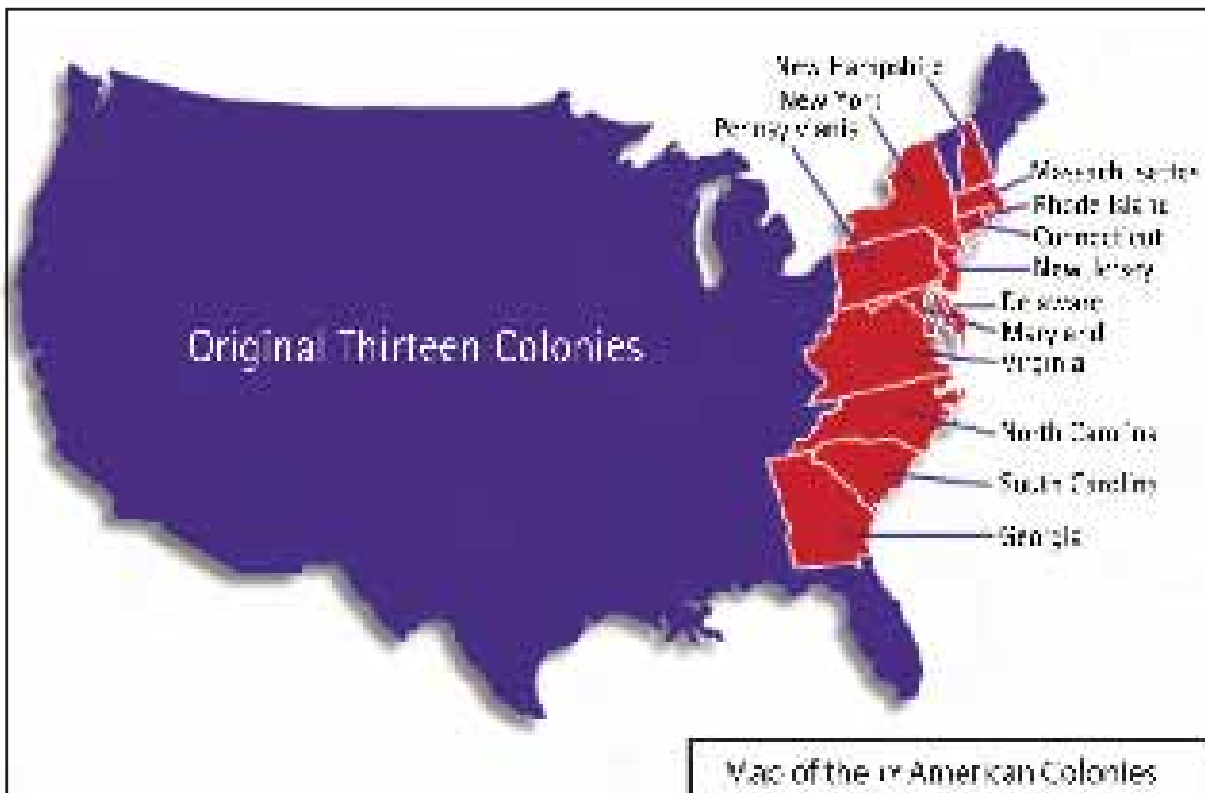 New Hampshire
New York
Pennsylvania
Massachusettes
Rhode Island
Connecticut
New Jersey
Delaware
Maryland
Virginia
Original Thirteen Colonies
North Carolina
South Carolina
Georgia
Map of the American Colonies